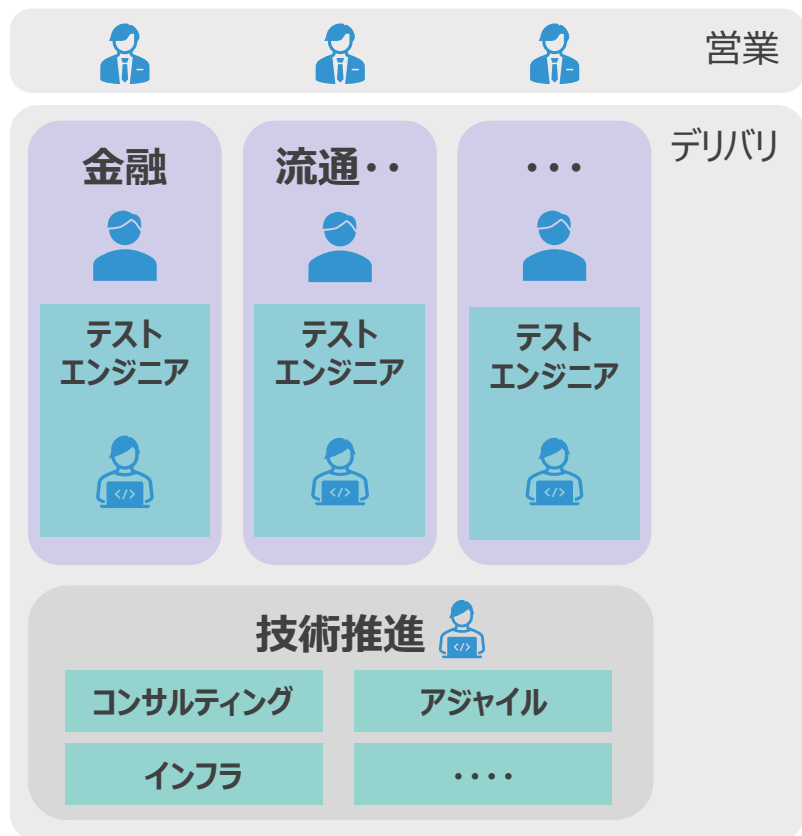 営業
デリバリ
金融
流通・・
・・・
テスト
エンジニア
</>
テスト
エンジニア
</>
テスト
エンジニア
</>
技術推進
</>
コンサルティング
アジャイル
インフラ
・・・・